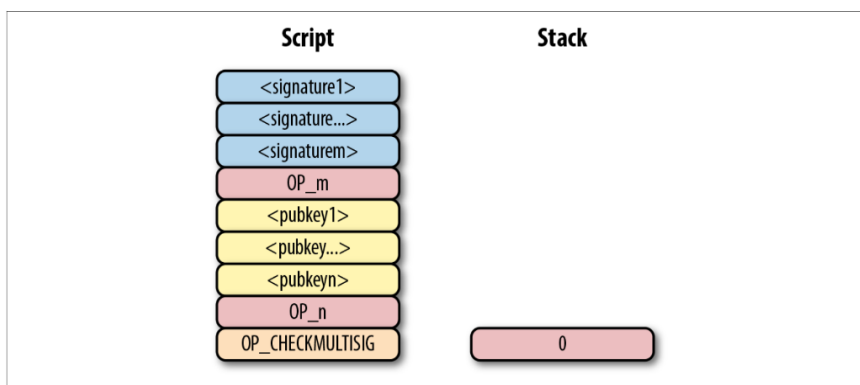 Script Stack
<signature1>
<signature...>
<signaturem>
OP_m
<pubkey1>
<pubkey...>
<pubkeyn>
OP_n
OP_CHECKMULTISIG 0